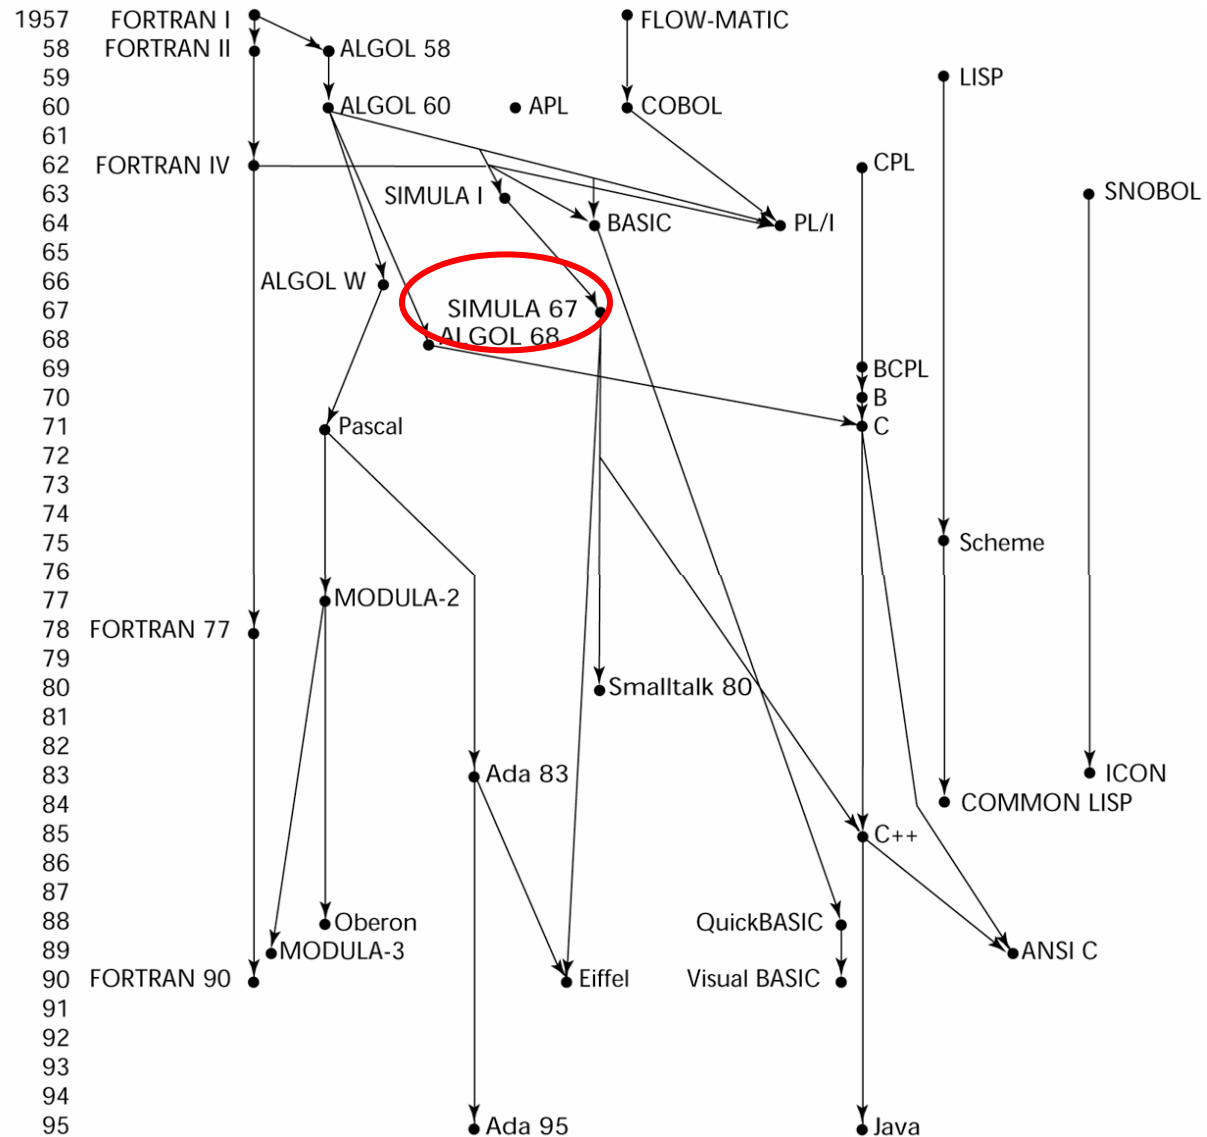 1957 FORTRAN I FLOW-MATIC
58 FORTRAN II ALGOL 58
59 LISP
60 ALGOL 60 APL COBOL
61
62 FORTRAN IV CPL
63 SIMULA I SNOBOL
64 BASIC PL/I
65
66 ALGOL W
67 SIMULA 67
68 ALGOL 68
69 BCPL
70 B
71 Pascal C
72
73
74
75 Scheme
76
77 MODULA-2
78 FORTRAN 77
79
80 Smalltalk 80
81
82
83 Ada 83 ICON
84 COMMON LISP
85 C++
86
87
88 Oberon QuickBASIC
89 MODULA-3 ANSI C
90 FORTRAN 90 Eiffel Visual BASIC
91
92
93
94
95 Ada 95 Java